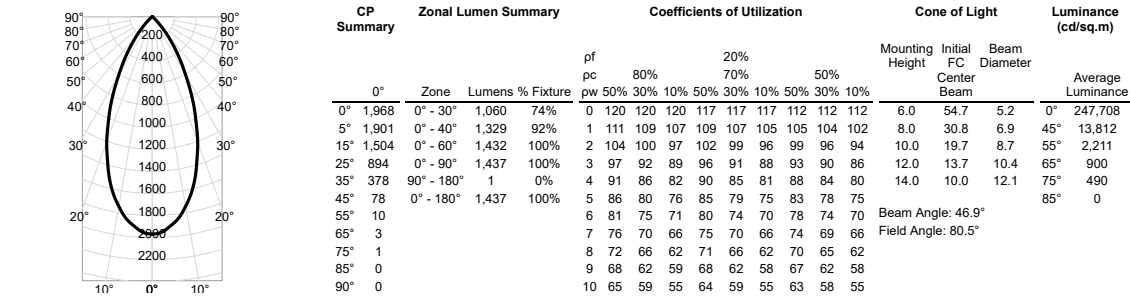 90° 90°
80° 80°
70° 70°
60° 60°
50° 50°
40° 40°
30° 30°
20° 20°
10° 0° 10°
200
400
600
800
1000
1200
1400
1600
1800
2000
2200
CP Summary
0°
0° 1,968
5° 1,901
15° 1,504
25° 894
35° 378
45° 78
55° 10
65° 3
75° 1
85° 0
90° 0
Zonal Lumen Summary
Zone Lumens % Fixture
0° - 30° 1,060 74%
0° - 40° 1,329 92%
0° - 60° 1,432 100%
0° - 90° 1,437 100%
90° - 180° 1 0%
0° - 180° 1,437 100%
Coefficients of Utilization
ρf 20%
ρc 80% 70% 50%
ρw 50% 30% 10% 50% 30% 10% 50% 30% 10%
0 120 120 120 117 117 117 112 112 112
1 111 109 107 109 107 105 105 104 102
2 104 100 97 102 99 96 99 96 94
3 97 92 89 96 91 88 93 90 86
4 91 86 82 90 85 81 88 84 80
5 86 80 76 85 79 75 83 78 75
6 81 75 71 80 74 70 78 74 70
7 76 70 66 75 70 66 74 69 66
8 72 66 62 71 66 62 70 65 62
9 68 62 59 68 62 58 67 62 58
10 65 59 55 64 59 55 63 58 55
Cone of Light
Mounting Height Initial FC Center Beam Beam Diameter
6.0 54.7 5.2
8.0 30.8 6.9
10.0 19.7 8.7
12.0 13.7 10.4
14.0 10.0 12.1
Beam Angle: 46.9°
Field Angle: 80.5°
Luminance
(cd/sq.m)
Average
Luminance
0° 247,708
45° 13,812
55° 2,211
65° 900
75° 490
85° 0